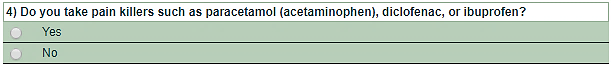 4) Do you take pain killers such as paracetamol (acetaminophen), diclofenac, or ibuprofen?
Yes
No